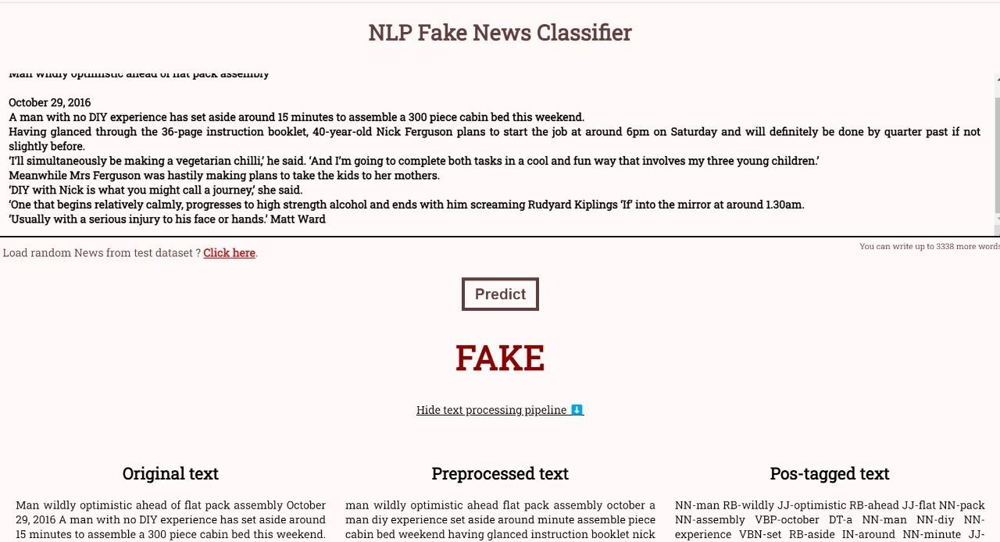 NLP Fake News Classifier
Man wildly optimistic ahead of flat pack assembly
October 29, 2016
A man with no DIY experience has set aside around 15 minutes to assemble a 300 piece cabin bed this weekend.
Having glanced through the 36-page instruction booklet, 40-year-old Nick Ferguson plans to start the job at around 6pm on Saturday and will definitely be done by quarter past if not
slightly before.
‘I’ll simultaneously be making a vegetarian chilli,’ he said. ‘And I’m going to complete both tasks in a cool and fun way that involves my three young children.’
Meanwhile Mrs Ferguson was hastily making plans to take the kids to her mothers.
‘DIY with Nick is what you might call a journey,’ she said.
‘One that begins relatively calmly, progresses to high strength alcohol and ends with him screaming Rudyard Kiplings ‘If’ into the mirror at around 1.30am.
‘Usually with a serious injury to his face or hands.’ Matt Ward
You can write up to 3338 more words
Load random News from test dataset ? Click here.
Predict
FAKE
Hide text processing pipeline ⬇
Original text
Man wildly optimistic ahead of flat pack assembly October
29, 2016 A man with no DIY experience has set aside around
15 minutes to assemble a 300 piece cabin bed this weekend.
Preprocessed text
man wildly optimistic ahead flat pack assembly october a
man diy experience set aside around minute assemble piece
cabin bed weekend having glanced instruction booklet nick
Pos-tagged text
NN-man RB-wildly JJ-optimistic RB-ahead JJ-flat NN-pack
NN-assembly VBP-october DT-a NN-man NN-diy NN-
experience VBN-set RB-aside IN-around NN-minute JJ-